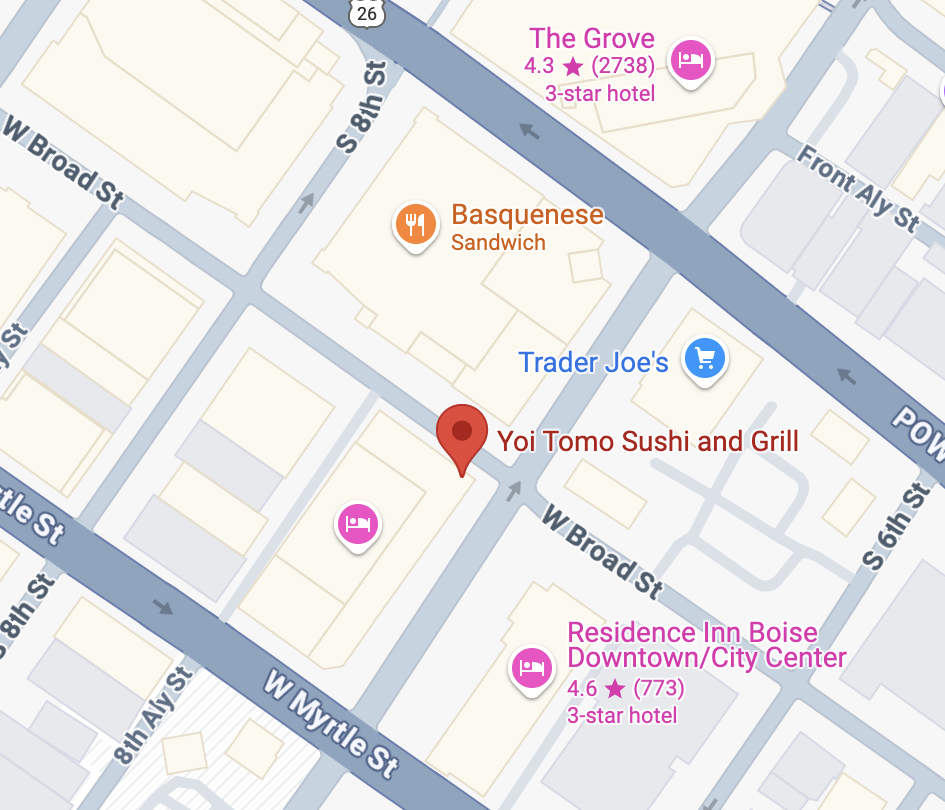 26
The Grove
4.3 ★ (2738)
3-star hotel
S 8th St
W Broad St
Front Aly St
Basquenese
Sandwich
Trader Joe's
Yoi Tomo Sushi and Grill
W Broad St
S 6th St
Residence Inn Boise
Downtown/City Center
4.6 ★ (773)
3-star hotel
S 8th St
8th Aly St
W Myrtle St